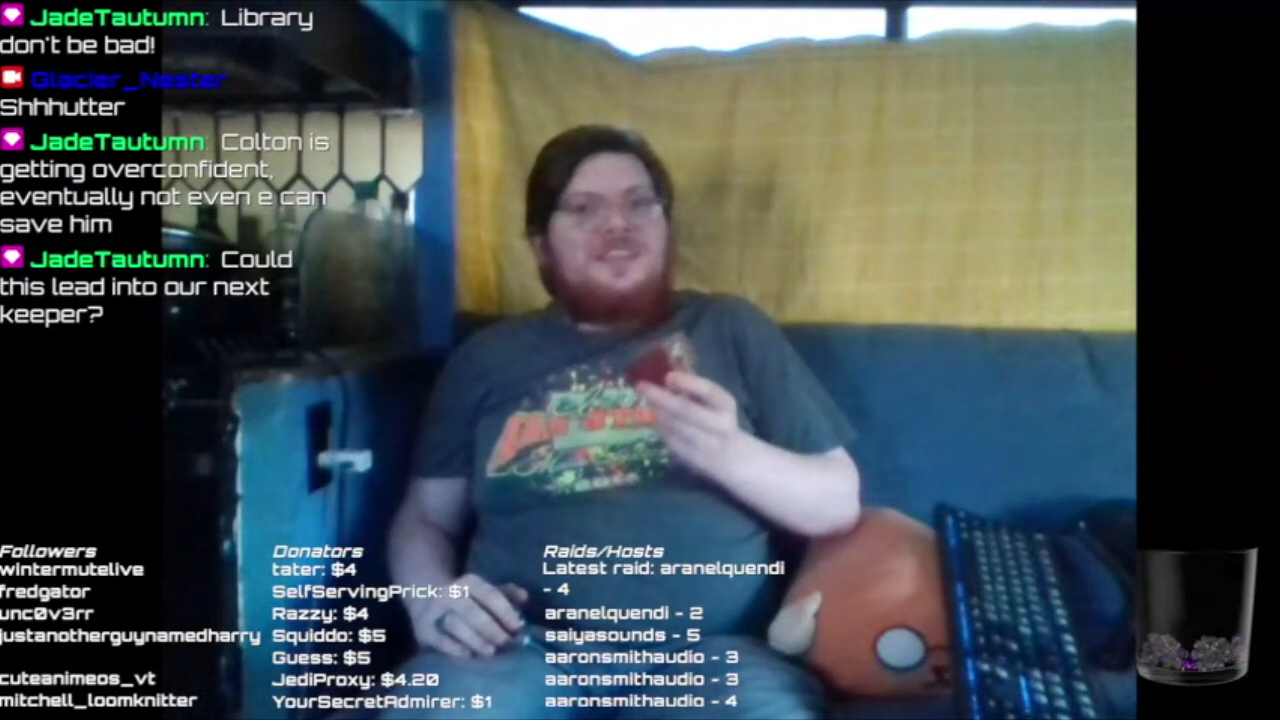 JadeTautumn: Library
don't be bad!
Glacier_Nester
Shhhutter
JadeTautumn: Colton is
getting overconfident,
eventually not even e can
save him
JadeTautumn: Could
this lead into our next
keeper?
Followers
wintermutelive
fredgator
unc0v3rr
justanotherguynamedharry
cuteanimeos_vt
mitchell_loomknitter
Donators
tater: $4
SelfServingPrick: $1
Razzy: $4
Squiddo: $5
Guess: $5
JediProxy: $4.20
YourSecretAdmirer: $1
Raids/Hosts
Latest raid: aranelquendi
- 4
aranelquendi - 2
saiyasounds - 5
aaronsmithaudio - 3
aaronsmithaudio - 3
aaronsmithaudio - 4